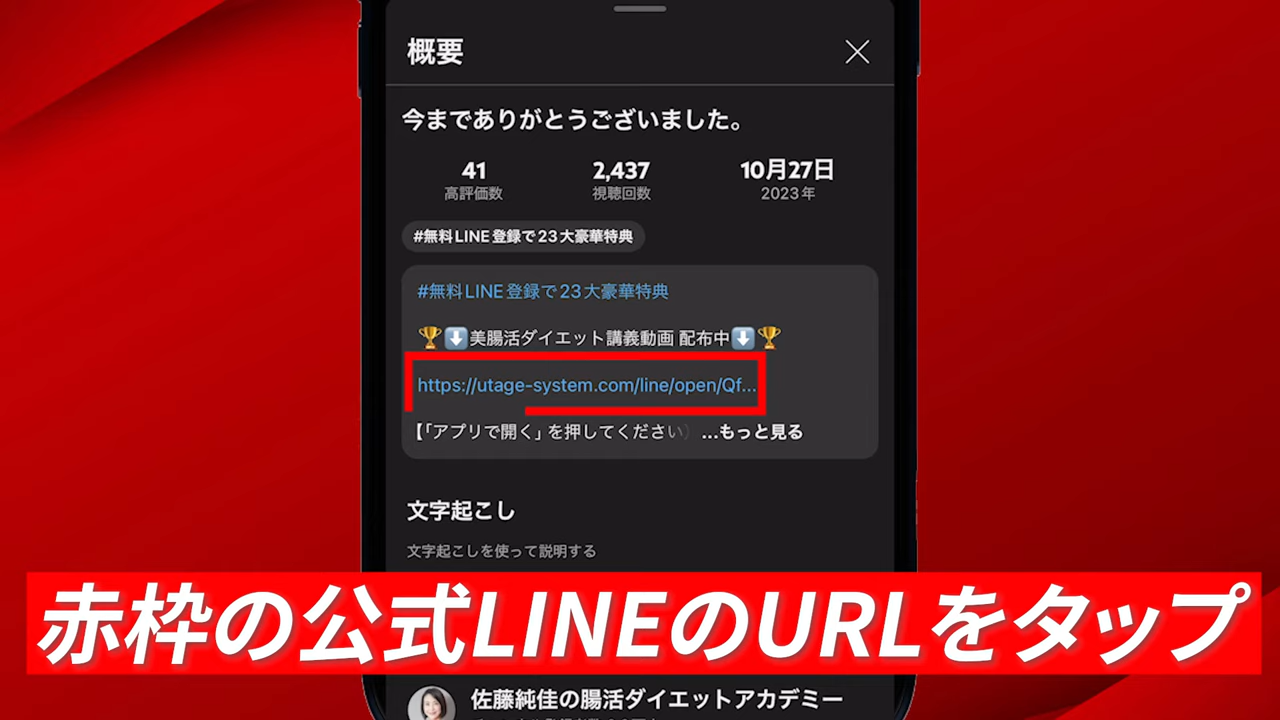 概要
今までありがとうございました。
41 2,437 10月27日
高評価数 視聴回数 2023年
#無料LINE登録で23大豪華特典
#無料LINE登録で23大豪華特典
🏆⬇️美腸活ダイエット講義動画 配布中⬇️🏆
https://utage-system.com/line/open/Qf...
【「アプリで開く」を押してください） ...もっと見る
文字起こし
文字起こしを使って説明する
赤枠の公式LINEのURLをタップ
佐藤純佳の腸活ダイエットアカデミー